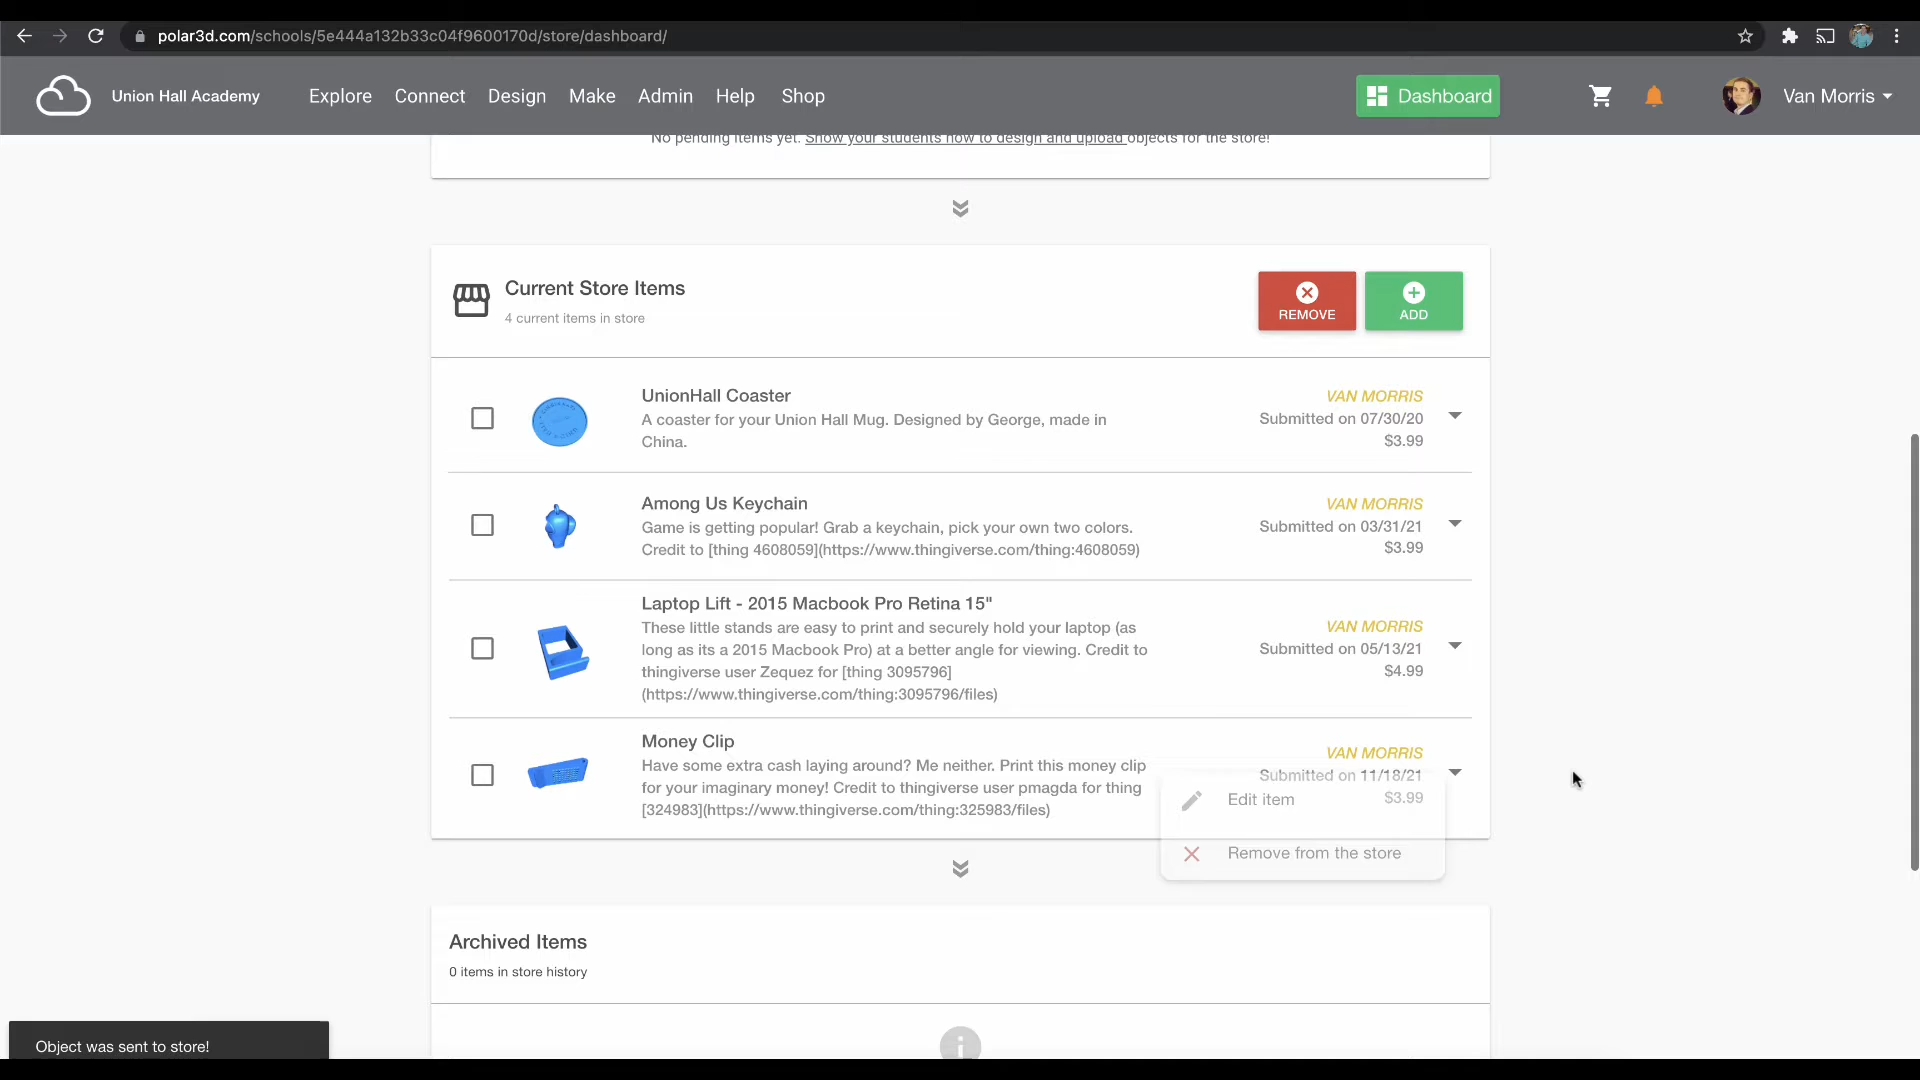 polar3d.com/schools/5e444a132b33c04f9600170d/store/dashboard/
Union Hall Academy
Explore
Connect
Design
Make
Admin
Help
Shop
Dashboard
Van Morris
No pending items yet. Show your students how to design and upload objects for the store!
Current Store Items
4 current items in store
REMOVE
ADD
UnionHall Coaster
A coaster for your Union Hall Mug. Designed by George, made in
China.
VAN MORRIS
Submitted on 07/30/20
$3.99
Among Us Keychain
Game is getting popular! Grab a keychain, pick your own two colors.
Credit to [thing 4608059](https://www.thingiverse.com/thing:4608059)
VAN MORRIS
Submitted on 03/31/21
$3.99
Laptop Lift - 2015 Macbook Pro Retina 15"
These little stands are easy to print and securely hold your laptop (as
long as its a 2015 Macbook Pro) at a better angle for viewing. Credit to
thingiverse user Zequez for [thing 3095796]
(https://www.thingiverse.com/thing:3095796/files)
VAN MORRIS
Submitted on 05/13/21
$4.99
Money Clip
Have some extra cash laying around? Me neither. Print this money clip
for your imaginary money! Credit to thingiverse user pmagda for thing
[324983](https://www.thingiverse.com/thing:325983/files)
VAN MORRIS
Submitted on 11/18/21
$3.99
Edit item
Remove from the store
Archived Items
0 items in store history
Object was sent to store!